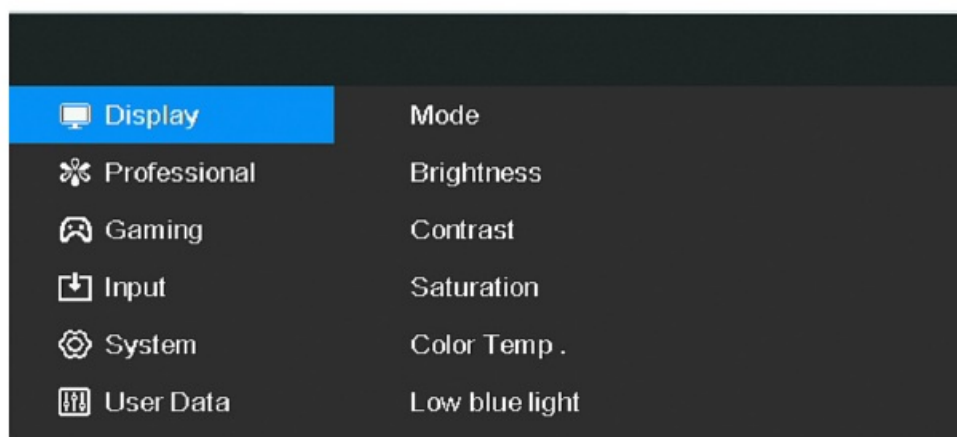 Display
Mode
Professional
Brightness
Gaming
Contrast
Input
Saturation
System
Color Temp .
User Data
Low blue light